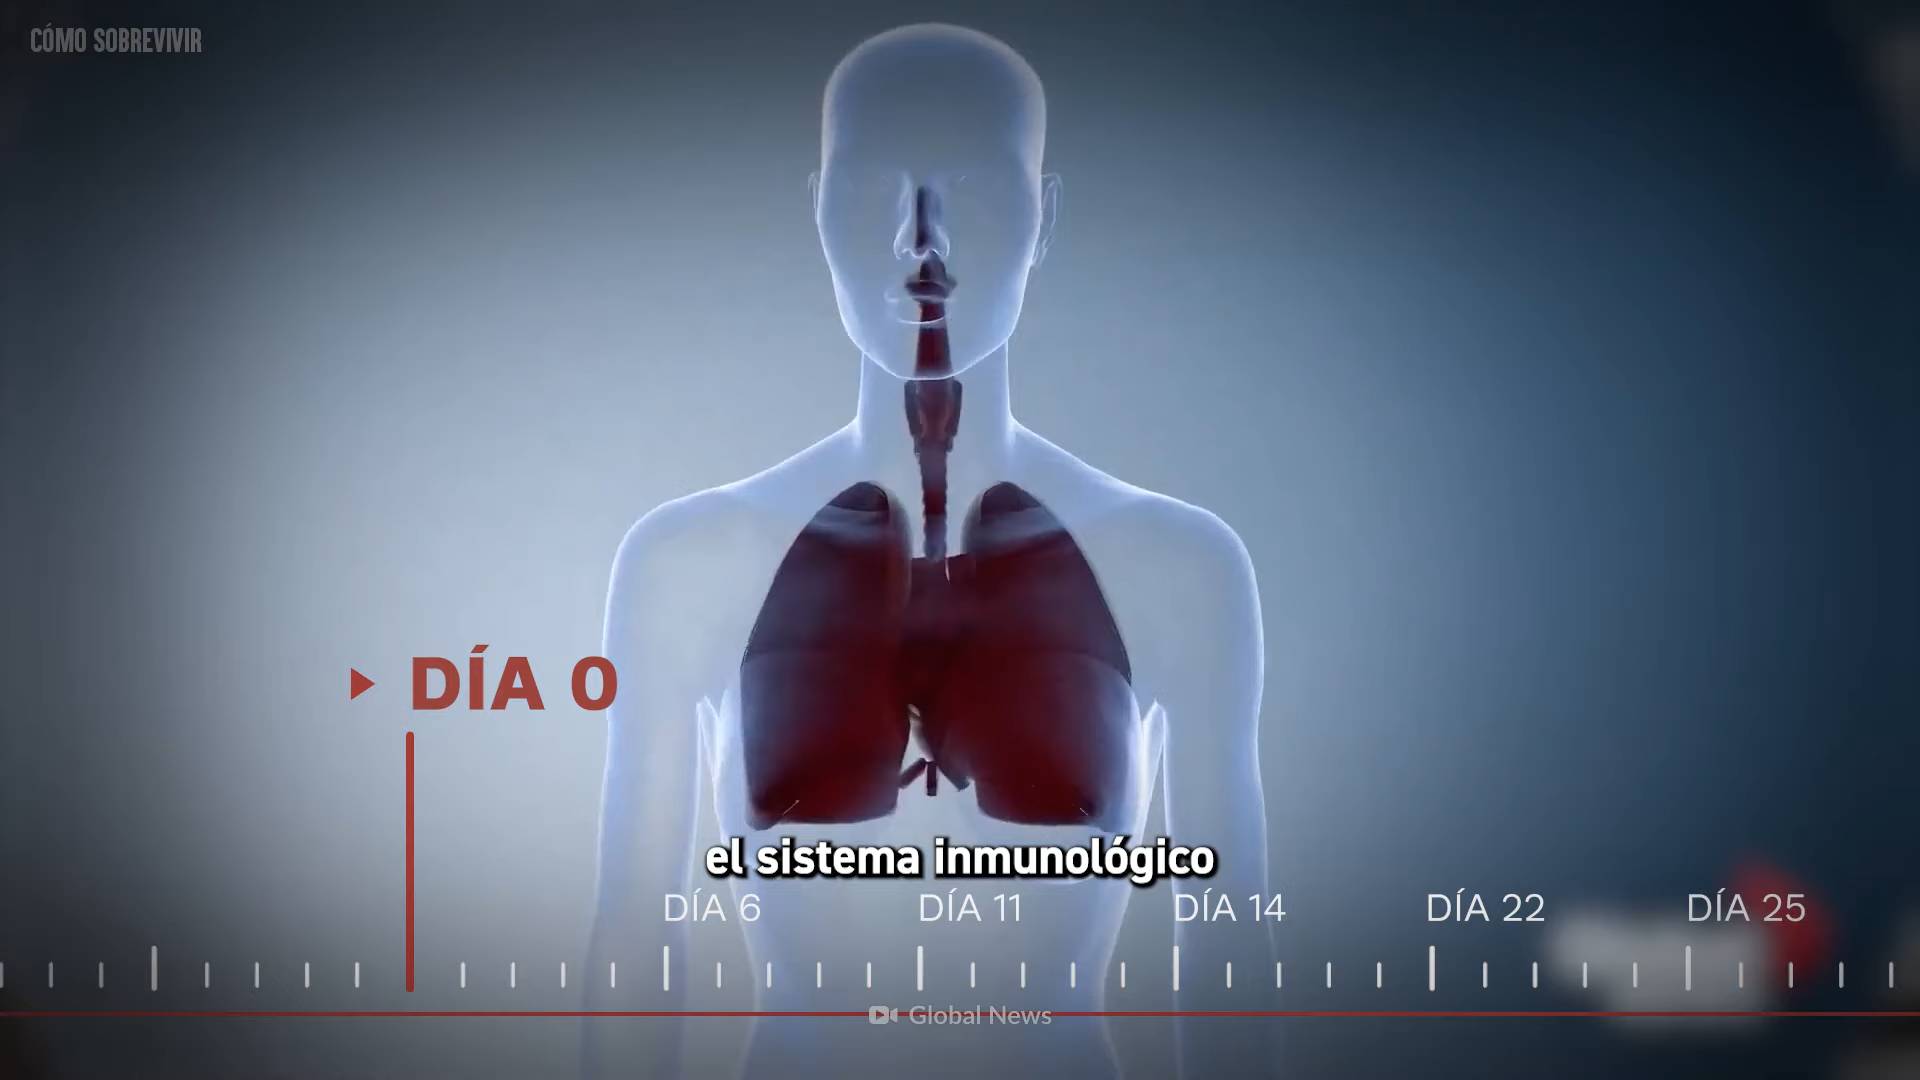 CÓMO SOBREVIVIR
DÍA 0
el sistema inmunológico
DÍA 6 DÍA 11 DÍA 14 DÍA 22 DÍA 25
Global News